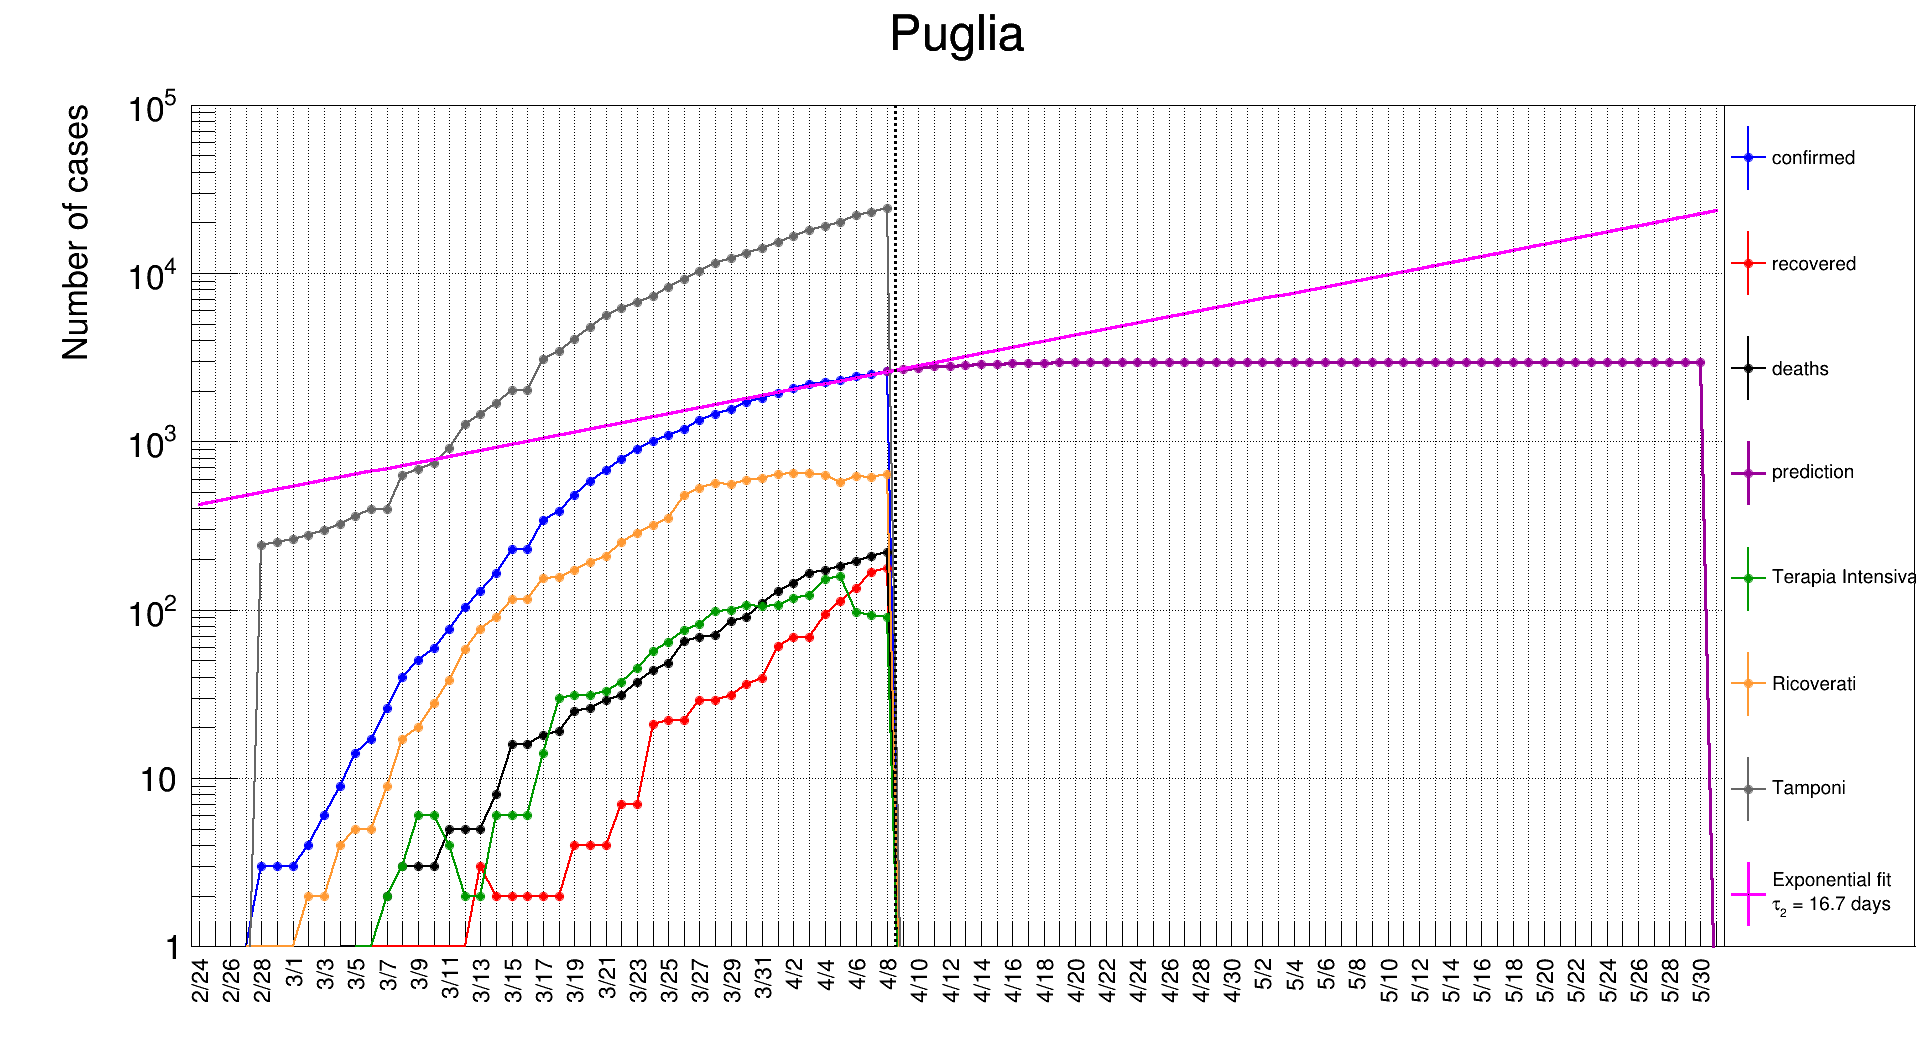 Puglia
Number of cases
10^5
10^4
10^3
10^2
10
1
2/24 2/26 2/28 3/1 3/3 3/5 3/7 3/9 3/11 3/13 3/15 3/17 3/19 3/21 3/23 3/25 3/27 3/29 3/31 4/2 4/4 4/6 4/8 4/10 4/12 4/14 4/16 4/18 4/20 4/22 4/24 4/26 4/28 4/30 5/2 5/4 5/6 5/8 5/10 5/12 5/14 5/16 5/18 5/20 5/22 5/24 5/26 5/28 5/30
confirmed
recovered
deaths
prediction
Terapia Intensiva
Ricoverati
Tamponi
Exponential fit
τ₂ = 16.7 days